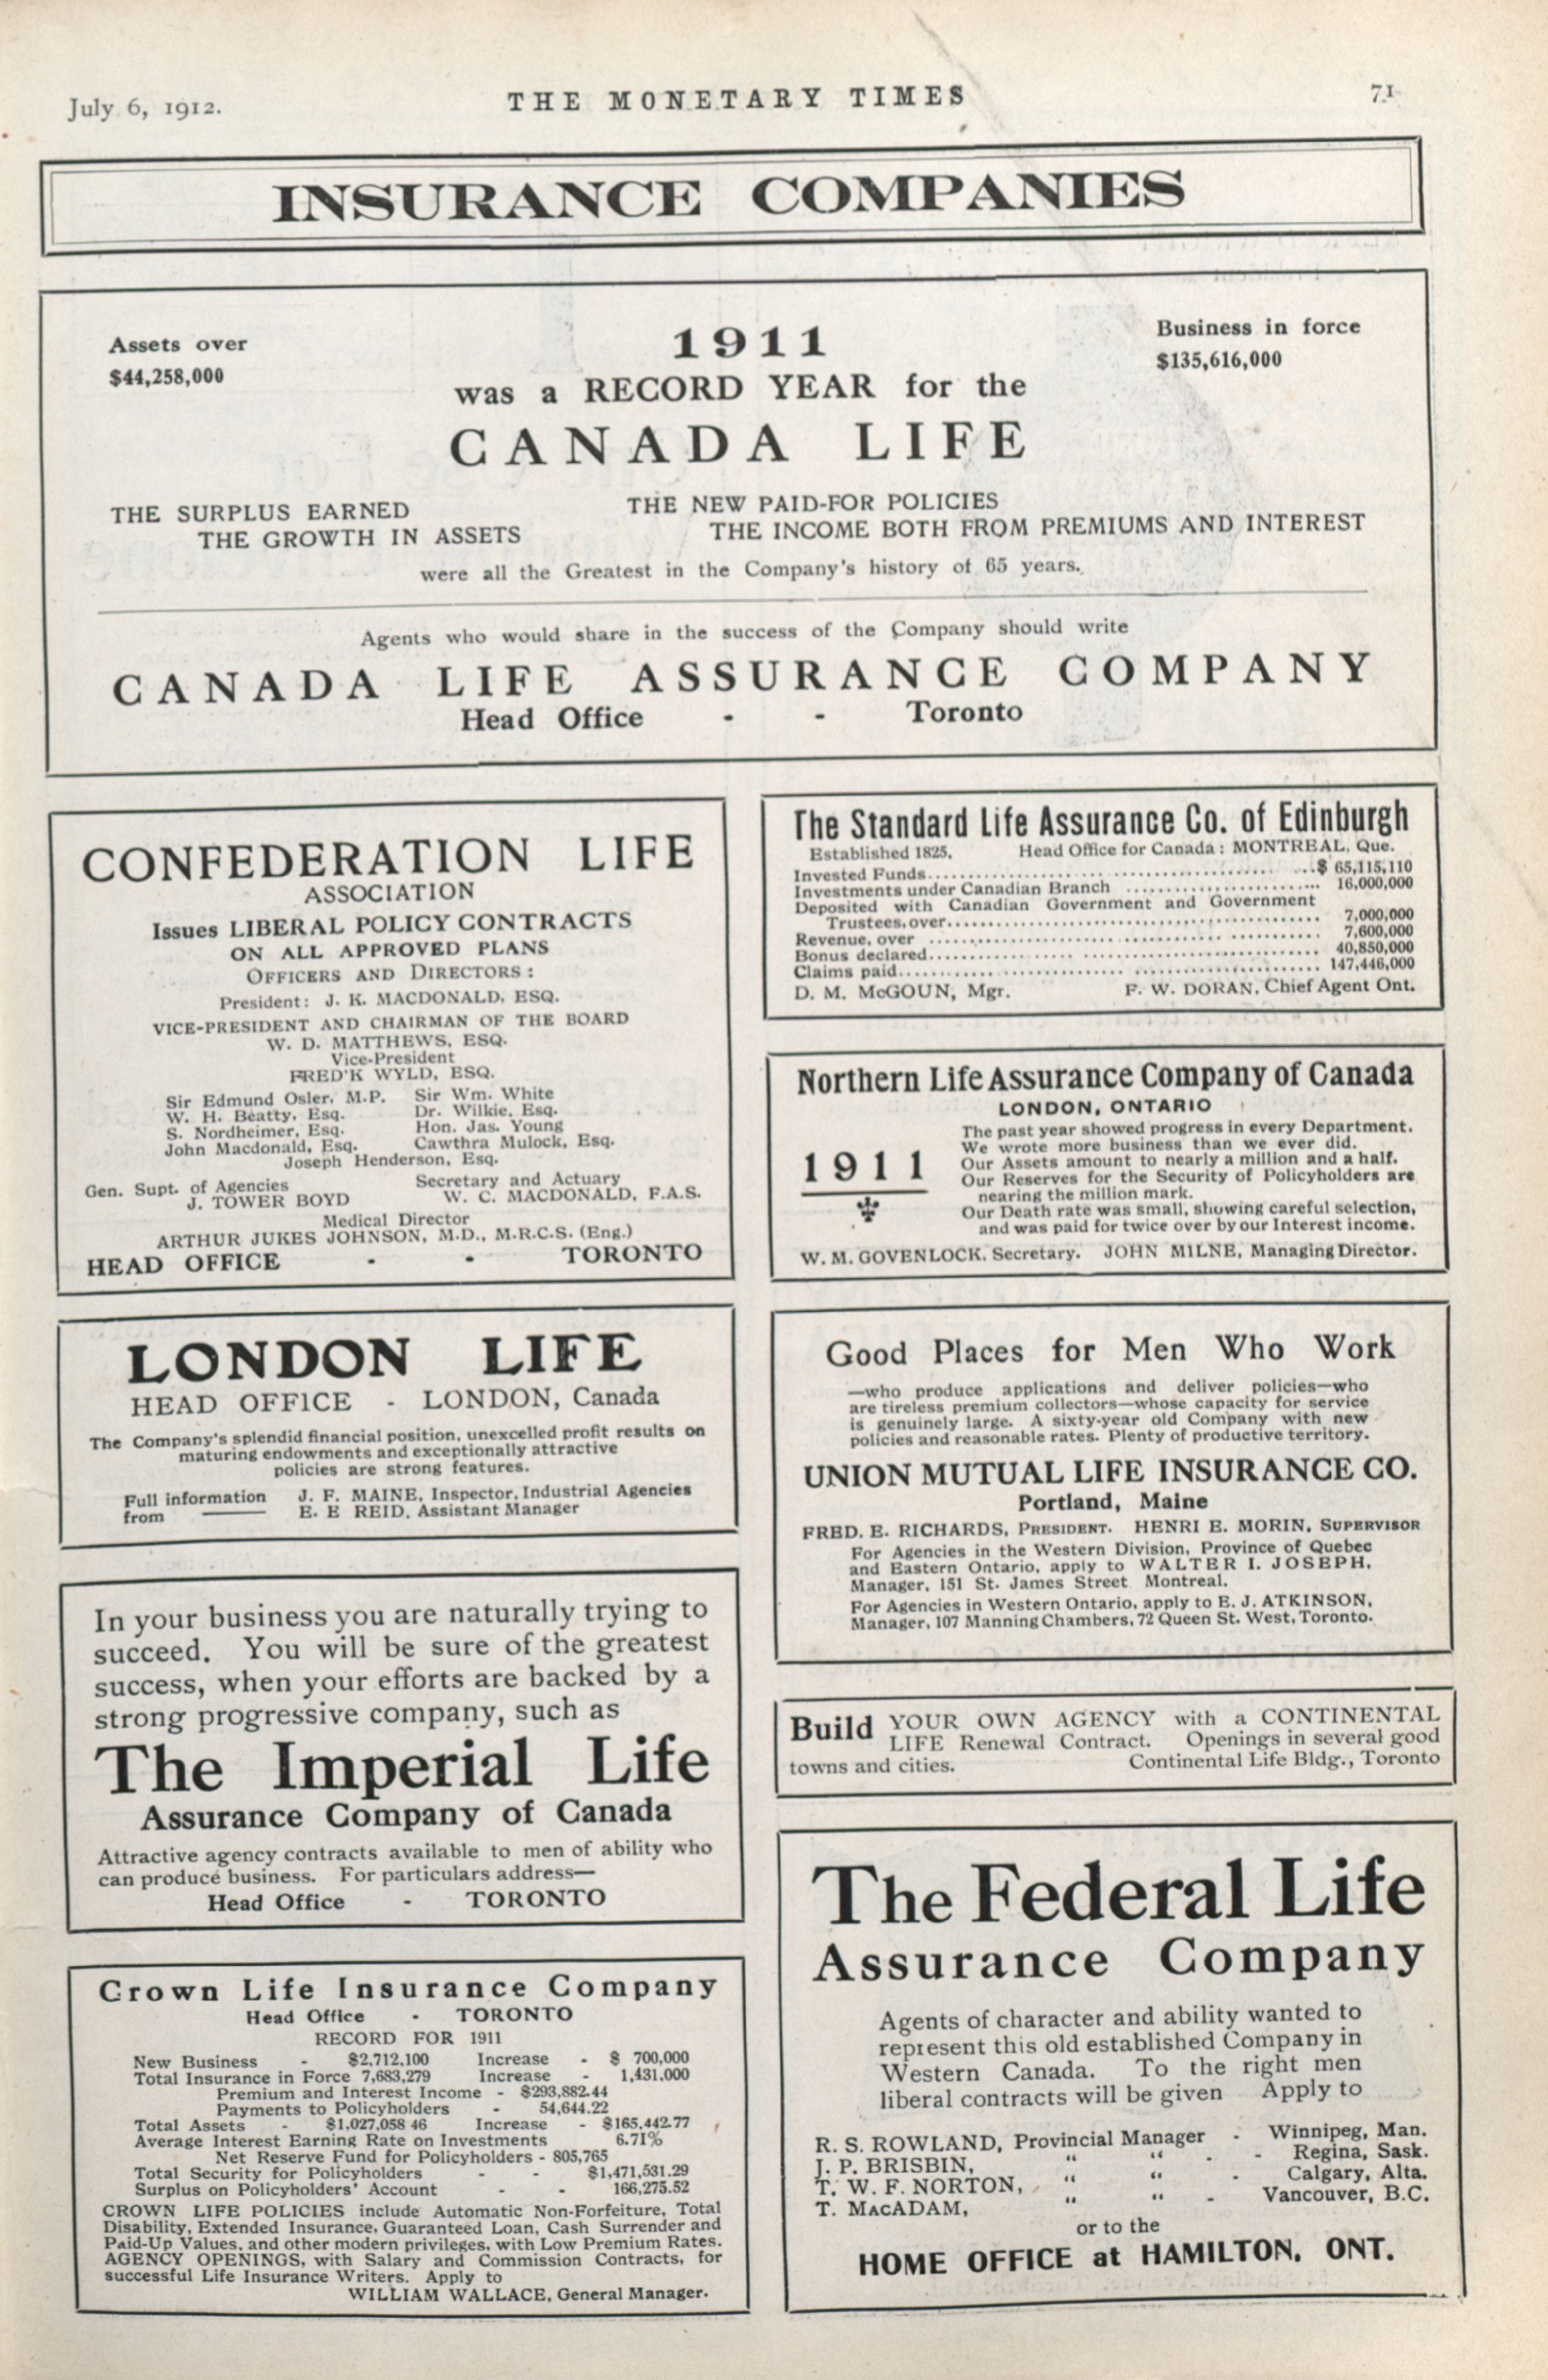 July 6, 1912.
THE MONETARY TIMES
71
INSURANCE COMPANIES
Assets over
$44,258,000
1911
Business in force
$135,616,000
was a RECORD YEAR for the
CANADA LIFE
THE SURPLUS EARNED
THE GROWTH IN ASSETS
THE NEW PAID-FOR POLICIES
THE INCOME BOTH FROM PREMIUMS AND INTEREST
were all the Greatest in the Company's history of 65 years.
Agents who would share in the success of the Company should write
CANADA LIFE ASSURANCE COMPANY
Head Office - - Toronto
CONFEDERATION LIFE
ASSOCIATION
Issues LIBERAL POLICY CONTRACTS
ON ALL APPROVED PLANS
OFFICERS AND DIRECTORS:
President: J. K. MACDONALD, ESQ.
VICE-PRESIDENT AND CHAIRMAN OF THE BOARD
W. D. MATTHEWS, ESQ.
Vice-President
FRED'K WYLD, ESQ.
Sir Edmund Osler, M.P. Sir Wm. White
W. H. Beatty, Esq. Dr. Wilkie, Esq.
S. Nordheimer, Esq. Hon. Jas. Young
John Macdonald, Esq. Cawthra Mulock, Esq.
Joseph Henderson, Esq.
Gen. Supt. of Agencies Secretary and Actuary
J. TOWER BOYD W. C. MACDONALD, F.A.S.
Medical Director
ARTHUR JUKES JOHNSON, M.D., M.R.C.S. (Eng.)
HEAD OFFICE - - TORONTO
LONDON LIFE
HEAD OFFICE - LONDON, Canada
The Company's splendid financial position, unexcelled profit results on
maturing endowments and exceptionally attractive
policies are strong features.
Full information J. F. MAINE, Inspector, Industrial Agencies
from E. E REID, Assistant Manager
In your business you are naturally trying to
succeed. You will be sure of the greatest
success, when your efforts are backed by a
strong progressive company, such as
The Imperial Life
Assurance Company of Canada
Attractive agency contracts available to men of ability who
can produce business. For particulars address—
Head Office - TORONTO
Crown Life Insurance Company
Head Office - TORONTO
RECORD FOR 1911
New Business - $2,712,100 Increase - $ 700,000
Total Insurance in Force 7,683,279 Increase - 1,431,000
Premium and Interest Income - $293,882.44
Payments to Policyholders - 54,644.22
Total Assets - $1,027,058 46 Increase - $165,442.77
Average Interest Earning Rate on Investments 6.71%
Net Reserve Fund for Policyholders - 805,765
Total Security for Policyholders - - $1,471,531.29
Surplus on Policyholders' Account - - 166,275.52
CROWN LIFE POLICIES include Automatic Non-Forfeiture, Total
Disability, Extended Insurance, Guaranteed Loan, Cash Surrender and
Paid-Up Values, and other modern privileges, with Low Premium Rates.
AGENCY OPENINGS, with Salary and Commission Contracts, for
successful Life Insurance Writers. Apply to
WILLIAM WALLACE, General Manager.
The Standard Life Assurance Co. of Edinburgh
Established 1825. Head Office for Canada: MONTREAL, Que.
Invested Funds.......$ 65,115,110
Investments under Canadian Branch ....... 16,000,000
Deposited with Canadian Government and Government
Trustees, over....... 7,000,000
Revenue, over ....... 7,600,000
Bonus declared....... 40,850,000
Claims paid....... 147,446,000
D. M. McGOUN, Mgr. F. W. DORAN, Chief Agent Ont.
Northern Life Assurance Company of Canada
LONDON, ONTARIO
1911
The past year showed progress in every Department.
We wrote more business than we ever did.
Our Assets amount to nearly a million and a half.
Our Reserves for the Security of Policyholders are
nearing the million mark.
Our Death rate was small, showing careful selection,
and was paid for twice over by our Interest income.
W. M. GOVENLOCK, Secretary. JOHN MILNE, Managing Director.
Good Places for Men Who Work
—who produce applications and deliver policies—who
are tireless premium collectors—whose capacity for service
is genuinely large. A sixty-year old Company with new
policies and reasonable rates. Plenty of productive territory.
UNION MUTUAL LIFE INSURANCE CO.
Portland, Maine
FRED. E. RICHARDS, PRESIDENT. HENRI E. MORIN, SUPERVISOR
For Agencies in the Western Division, Province of Quebec
and Eastern Ontario, apply to WALTER I. JOSEPH,
Manager, 151 St. James Street Montreal.
For Agencies in Western Ontario, apply to E. J. ATKINSON,
Manager, 107 Manning Chambers, 72 Queen St. West, Toronto.
Build YOUR OWN AGENCY with a CONTINENTAL
LIFE Renewal Contract. Openings in several good
towns and cities. Continental Life Bldg., Toronto
The Federal Life
Assurance Company
Agents of character and ability wanted to
represent this old established Company in
Western Canada. To the right men
liberal contracts will be given Apply to
R. S. ROWLAND, Provincial Manager - Winnipeg, Man.
J. P. BRISBIN, " " - - Regina, Sask.
T. W. F. NORTON, " " - Calgary, Alta.
T. MACADAM, " " - Vancouver, B.C.
or to the
HOME OFFICE at HAMILTON, ONT.